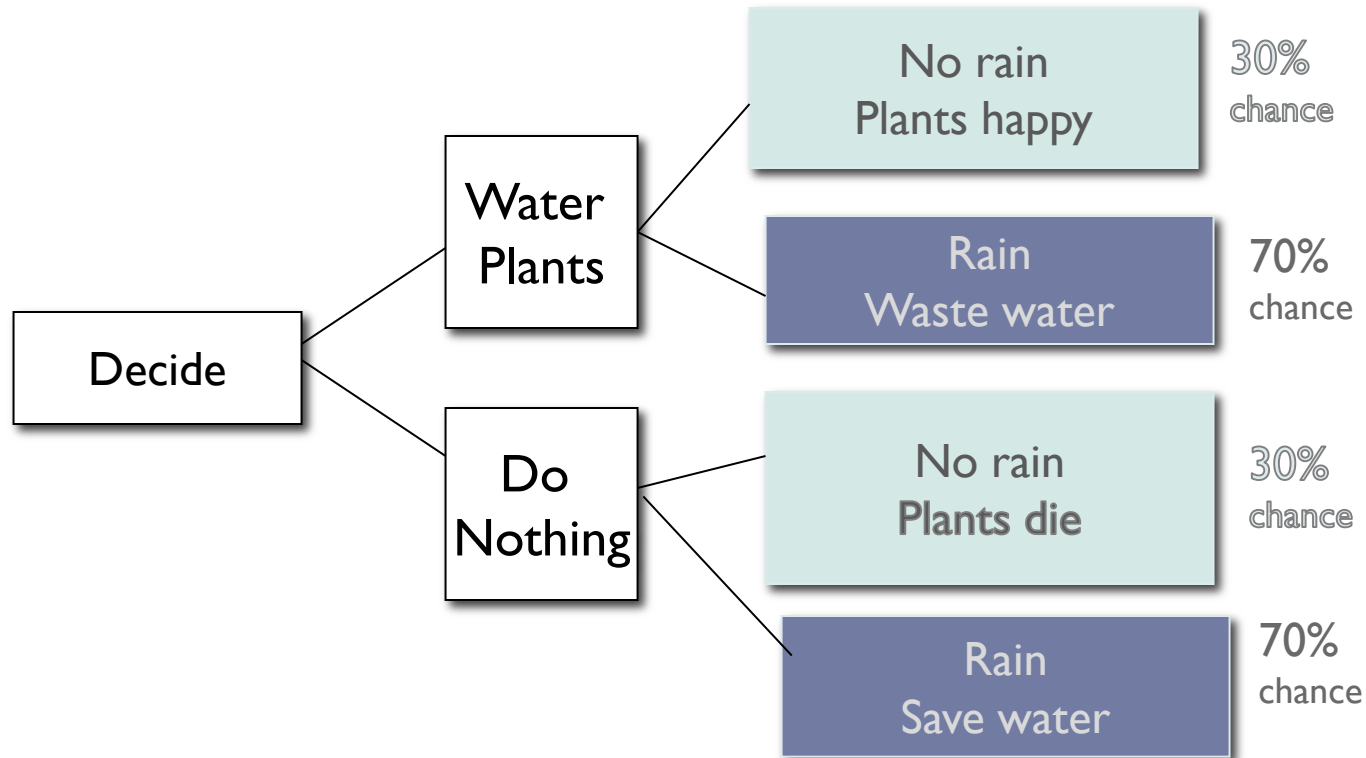 Decide
Water
Plants
No rain
Plants happy
30%
chance
Rain
Waste water
70%
chance
Do
Nothing
No rain
Plants die
30%
chance
Rain
Save water
70%
chance